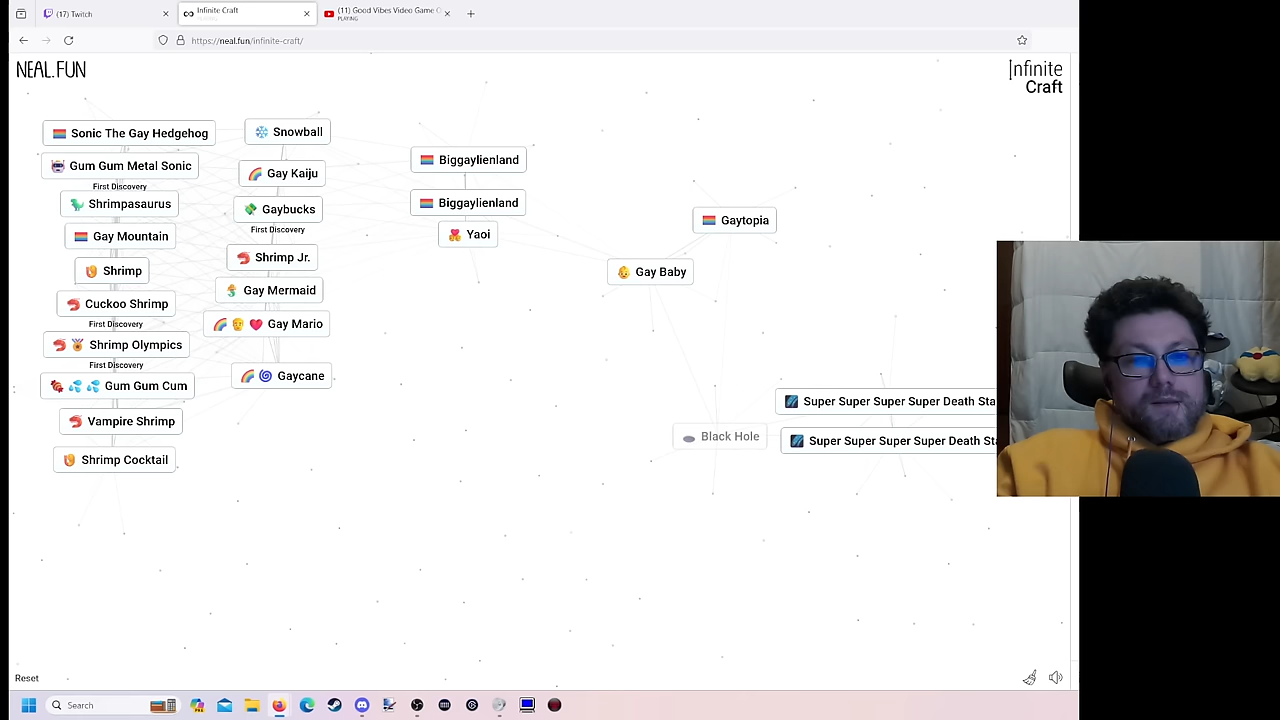 (17) Twitch
Infinite Craft
PLAYING
(11) Good Vibes Video Game C
PLAYING
https://neal.fun/infinite-craft/
NEAL.FUN
Infinite
Craft
Sonic The Gay Hedgehog
Snowball
Gum Gum Metal Sonic
First Discovery
Shrimpasaurus
Gay Mountain
Shrimp
Cuckoo Shrimp
First Discovery
Shrimp Olympics
First Discovery
Gum Gum Cum
Vampire Shrimp
Shrimp Cocktail
Gay Kaiju
Gaybucks
First Discovery
Shrimp Jr.
Gay Mermaid
Gay Mario
Gaycane
Biggaylienland
Biggaylienland
Yaoi
Gaytopia
Gay Baby
Black Hole
Super Super Super Super Death Sta
Super Super Super Super Death Sta
Reset
Search